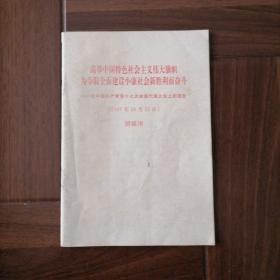 高举中国特色社会主义伟大旗帜
为夺取全面建设小康社会新胜利而奋斗
——在中国共产党第十七次全国代表大会上的报告
(2007年10月15日)
胡锦涛